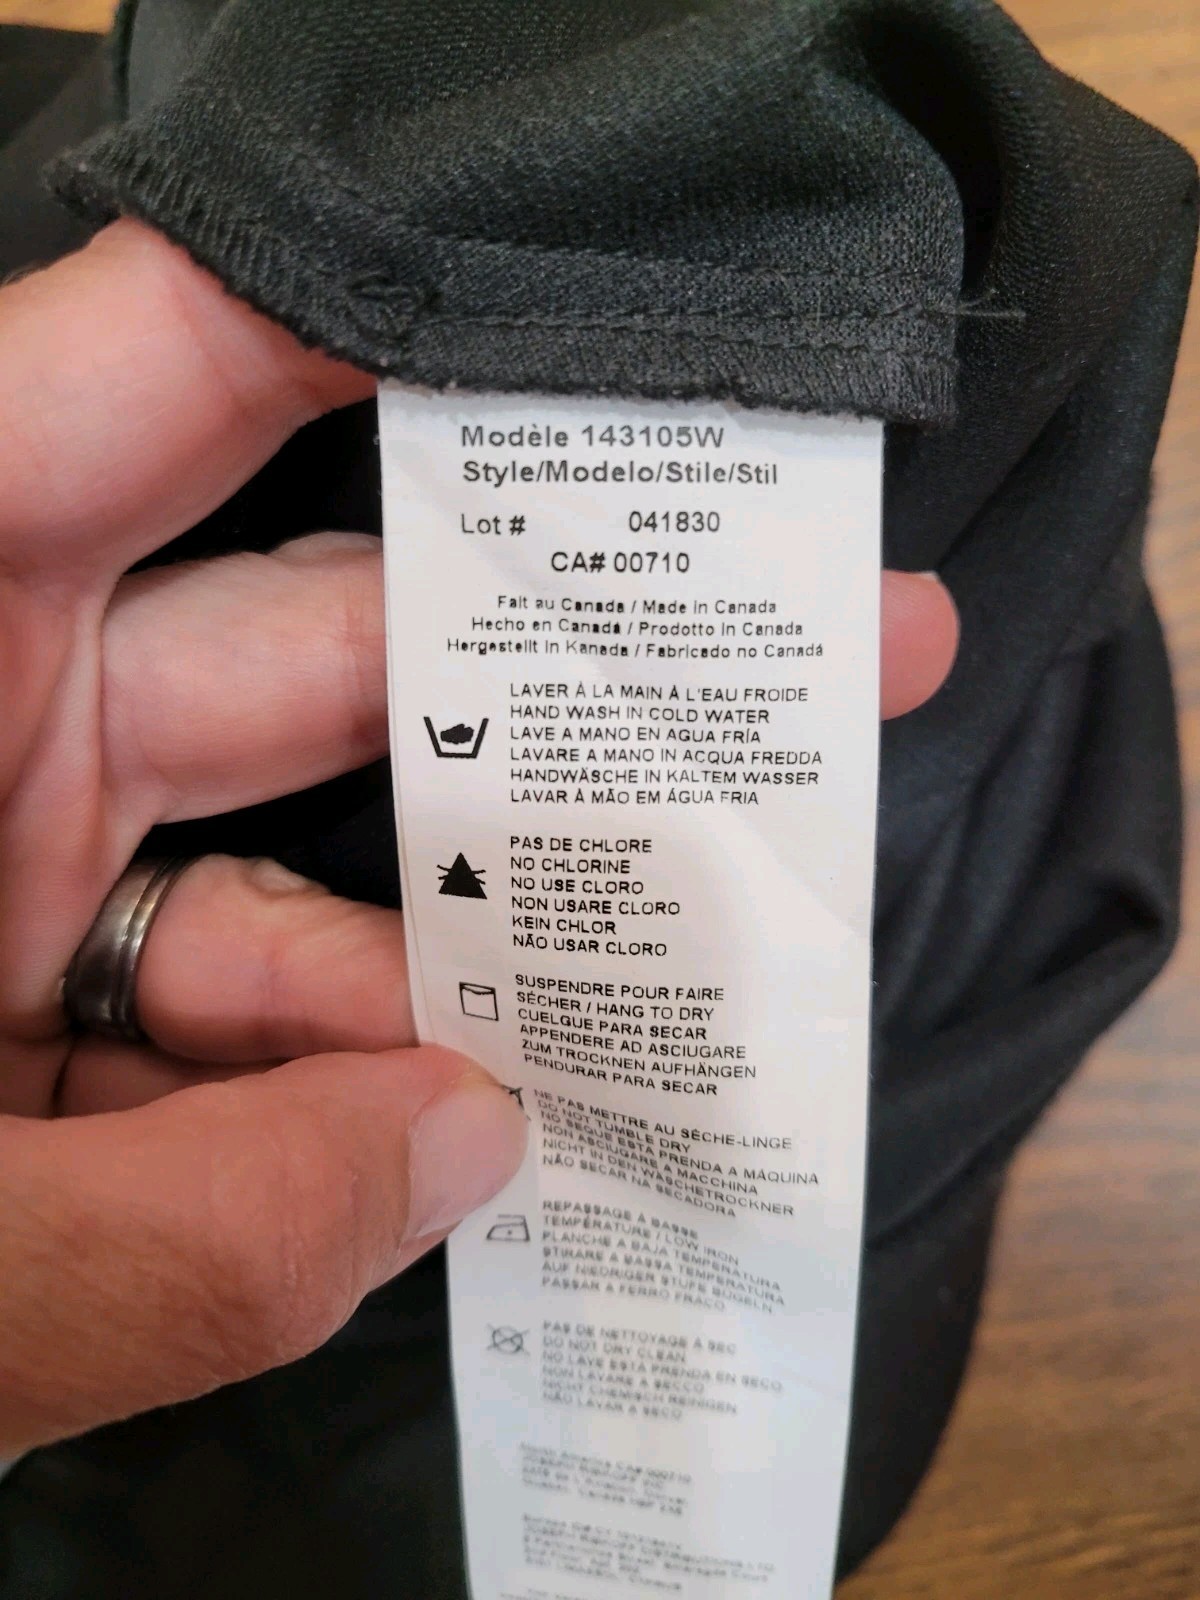 Modèle 143105W
Style/Modelo/Stile/Stil
Lot # 041830
CA# 00710
Fait au Canada / Made in Canada
Hecho en Canadá / Prodotto in Canada
Hergestellt in Kanada / Fabricado no Canadá
LAVER À LA MAIN À L'EAU FROIDE
HAND WASH IN COLD WATER
LAVE A MANO EN AGUA FRÍA
LAVARE A MANO IN ACQUA FREDDA
HANDWÄSCHE IN KALTEM WASSER
LAVAR À MÃO EM ÁGUA FRIA
PAS DE CHLORE
NO CHLORINE
NO USE CLORO
NON USARE CLORO
KEIN CHLOR
NÃO USAR CLORO
SUSPENDRE POUR FAIRE
SÉCHER / HANG TO DRY
CUELGUE PARA SECAR
APPENDERE AD ASCIUGARE
ZUM TROCKNEN AUFHÄNGEN
PENDURAR PARA SECAR
NE PAS METTRE AU SÈCHE-LINGE
DO NOT TUMBLE DRY
NO SEQUE ESTA PRENDA A MÁQUINA
NON ASCIUGARE A MACCHINA
NICHT IN DEN WÄSCHETROCKNER
NÃO SECAR NA SECADORA
REPASSAGE À BASSE
TEMPÉRATURE / LOW IRON
PLANCHE A BAJA TEMPERATURA
STIRARE A BASSA TEMPERATURA
AUF NIEDRIGER STUFE BÜGELN
PASSAR A FERRO FRACO
PAS DE NETTOYAGE À SEC
DO NOT DRY CLEAN
NO LAVE ESTA PRENDA EN SECO
NON LAVARE A SECCO
NICHT CHEMISCH REINIGEN
NÃO LAVAR A SECO
North America CA# 00710
JOSEPH RIBKOFF INC.